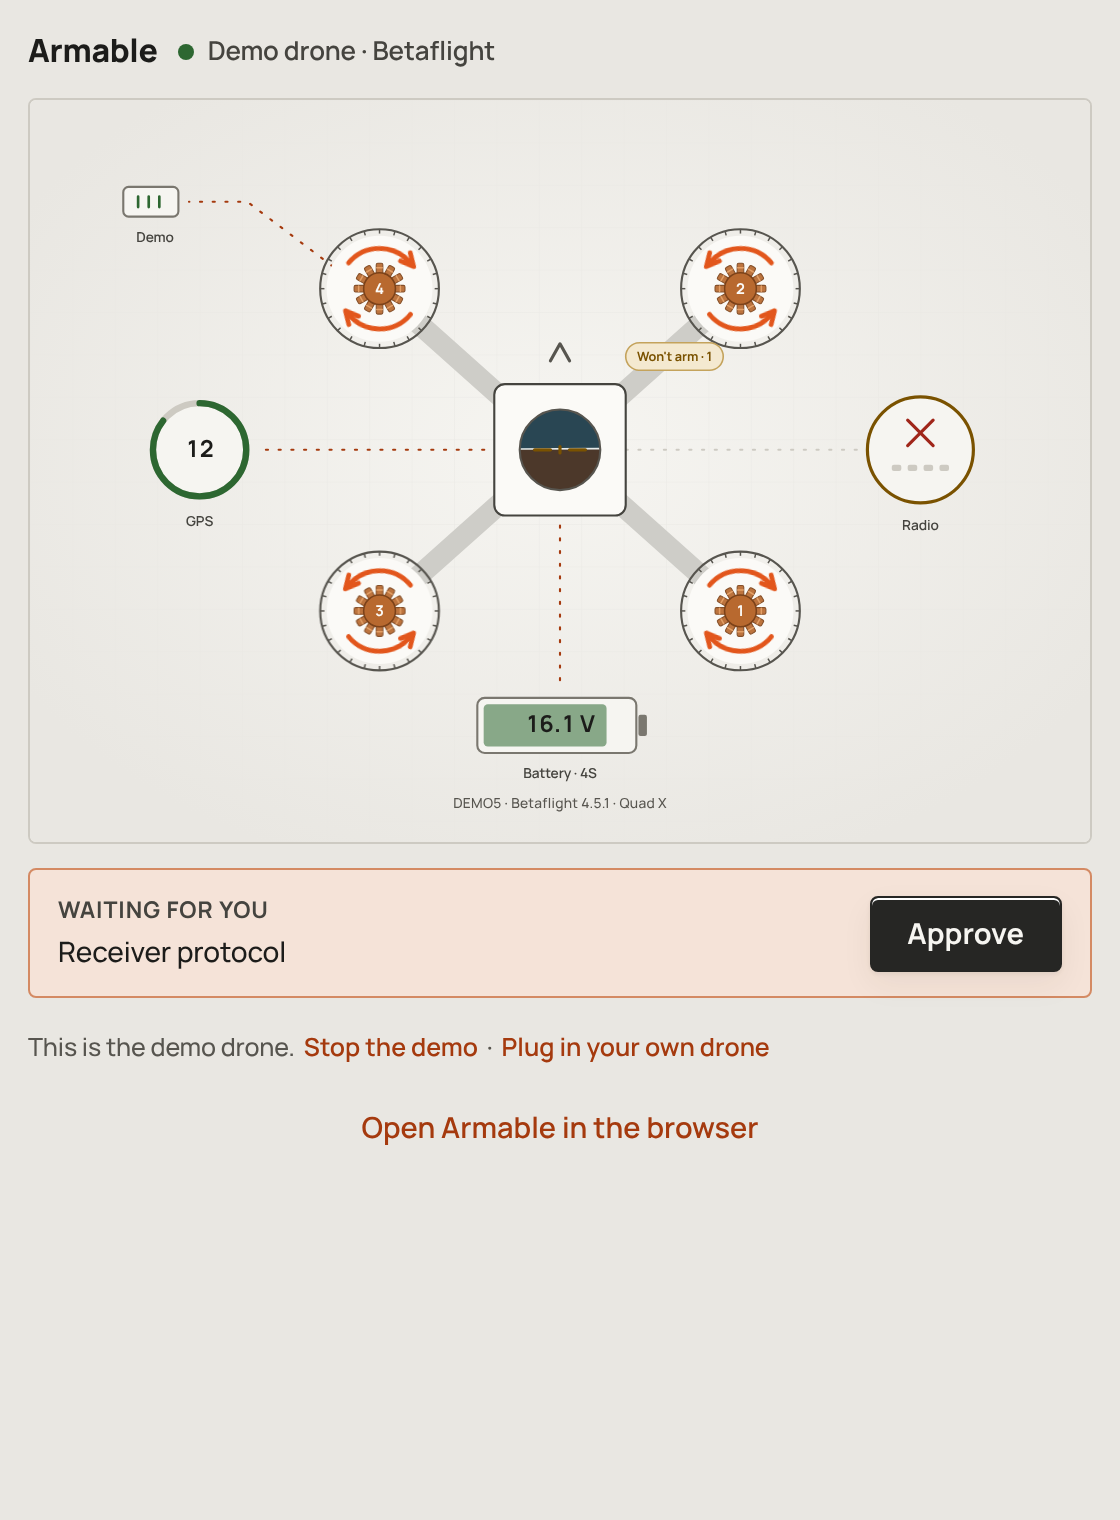 Armable
Demo drone · Betaflight
Demo
4
2
Won't arm · 1
12
GPS
Radio
3
1
16.1 V
Battery · 4S
DEMO5 · Betaflight 4.5.1 · Quad X
WAITING FOR YOU
Receiver protocol
Approve
This is the demo drone. Stop the demo · Plug in your own drone
Open Armable in the browser